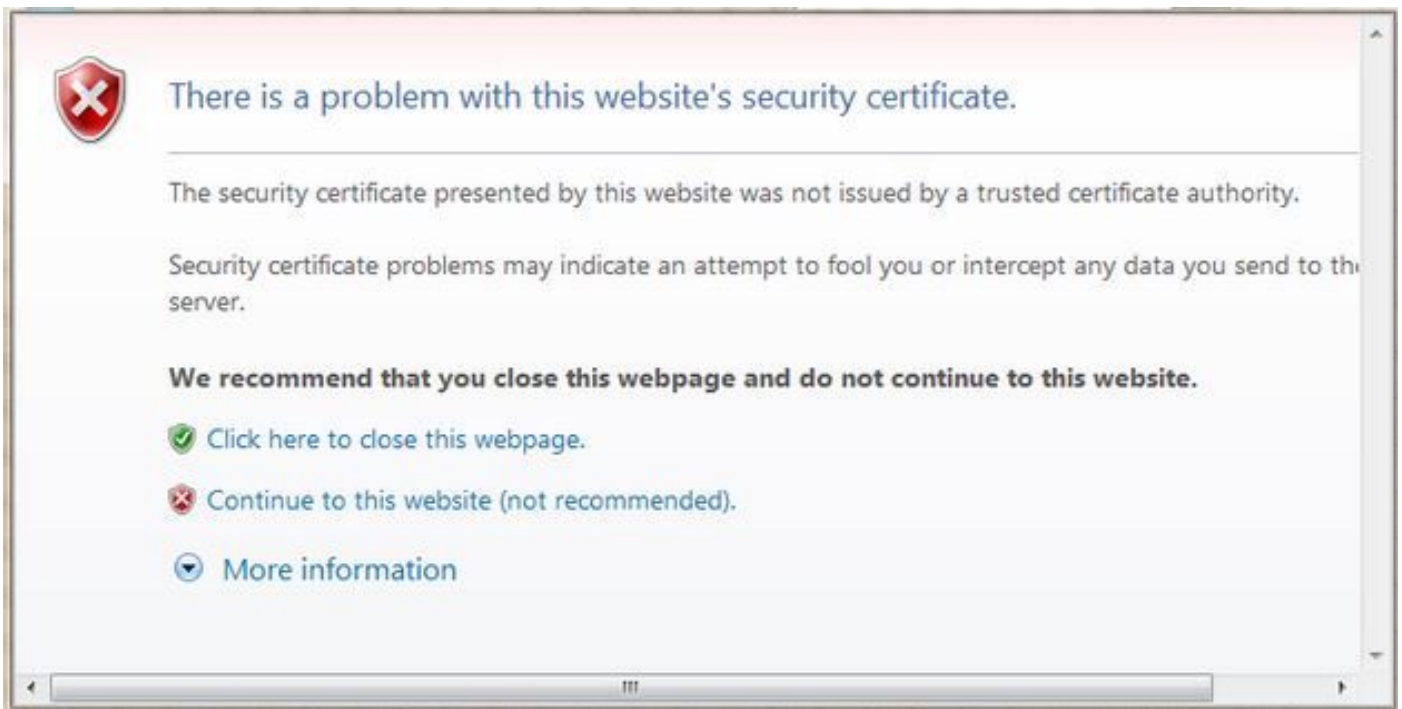 There is a problem with this website's security certificate.
The security certificate presented by this website was not issued by a trusted certificate authority.
Security certificate problems may indicate an attempt to fool you or intercept any data you send to the
server.
We recommend that you close this webpage and do not continue to this website.
Click here to close this webpage.
Continue to this website (not recommended).
More information